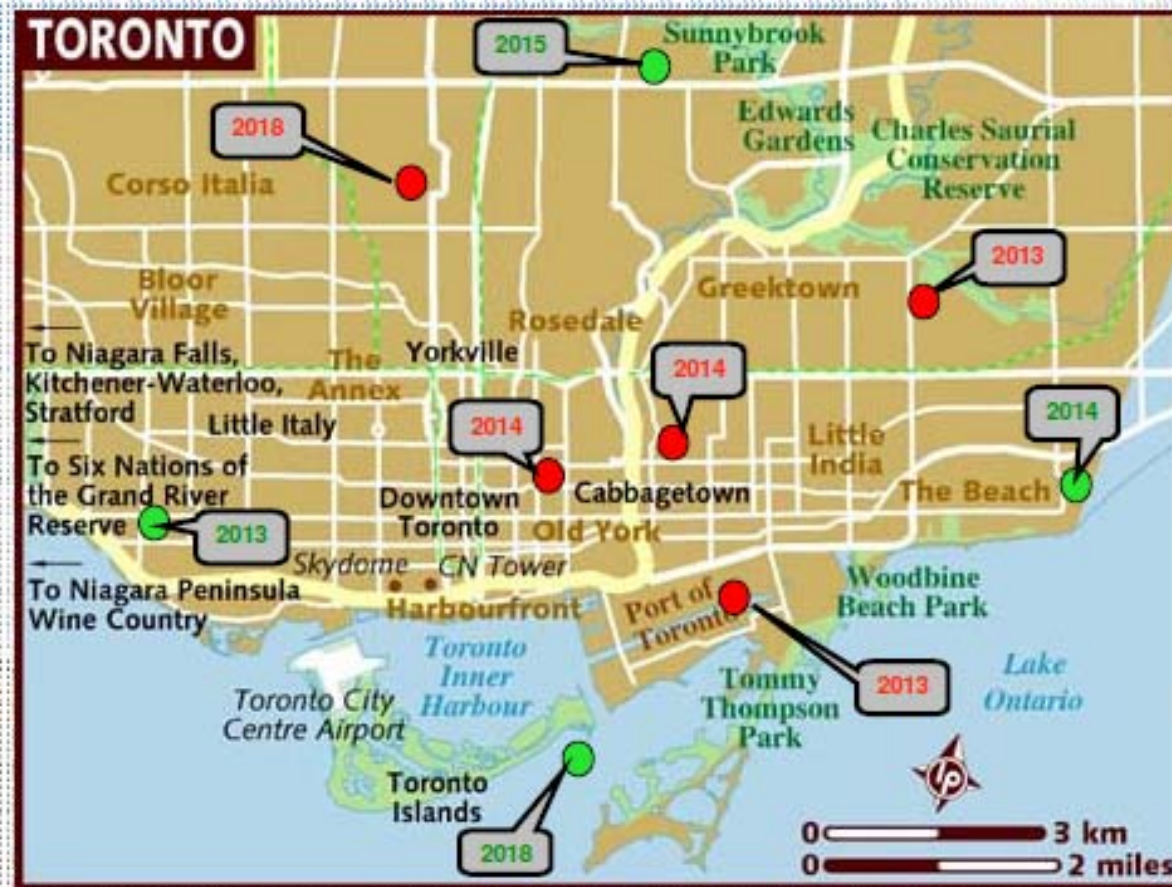 TORONTO
2015
Sunnybrook
Park
2018
Edwards
Gardens
Charles Saurial
Conservation
Reserve
Corso Italia
2013
Bloor
Village
Greektown
Rosedale
To Niagara Falls,
Kitchener-Waterloo,
Stratford
The
Annex
Yorkville
2014
Little Italy
2014
2014
Little
India
To Six Nations of
the Grand River
Reserve
2013
Downtown
Toronto
Cabbagetown
The Beach
Old York
Skydome
CN Tower
To Niagara Peninsula
Wine Country
Harbourfront
Port of
Toronto
Woodbine
Beach Park
Toronto
Inner
Harbour
2013
Lake
Ontario
Toronto City
Centre Airport
Tommy
Thompson
Park
Toronto
Islands
2018
lp
0 3 km
0 2 miles